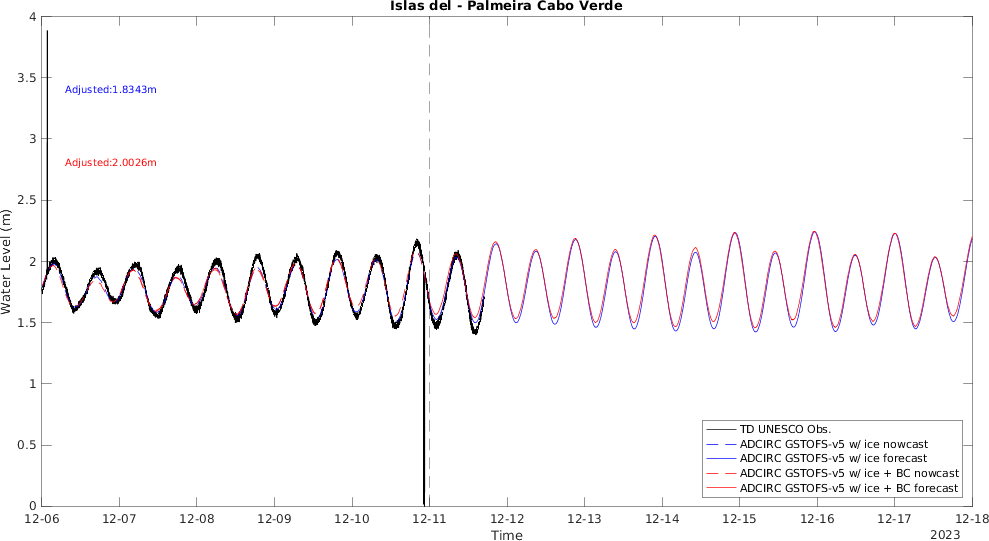 Islas del - Palmeira Cabo Verde
4
3.5
3
2.5
2
1.5
1
0.5
0
Water Level (m)
Adjusted:1.8343m
Adjusted:2.0026m
TD UNESCO Obs.
ADCIRC GSTOFS-v5 w/ ice nowcast
ADCIRC GSTOFS-v5 w/ ice forecast
ADCIRC GSTOFS-v5 w/ ice + BC nowcast
ADCIRC GSTOFS-v5 w/ ice + BC forecast
12-06 12-07 12-08 12-09 12-10 12-11 12-12 12-13 12-14 12-15 12-16 12-17 12-18
Time
2023